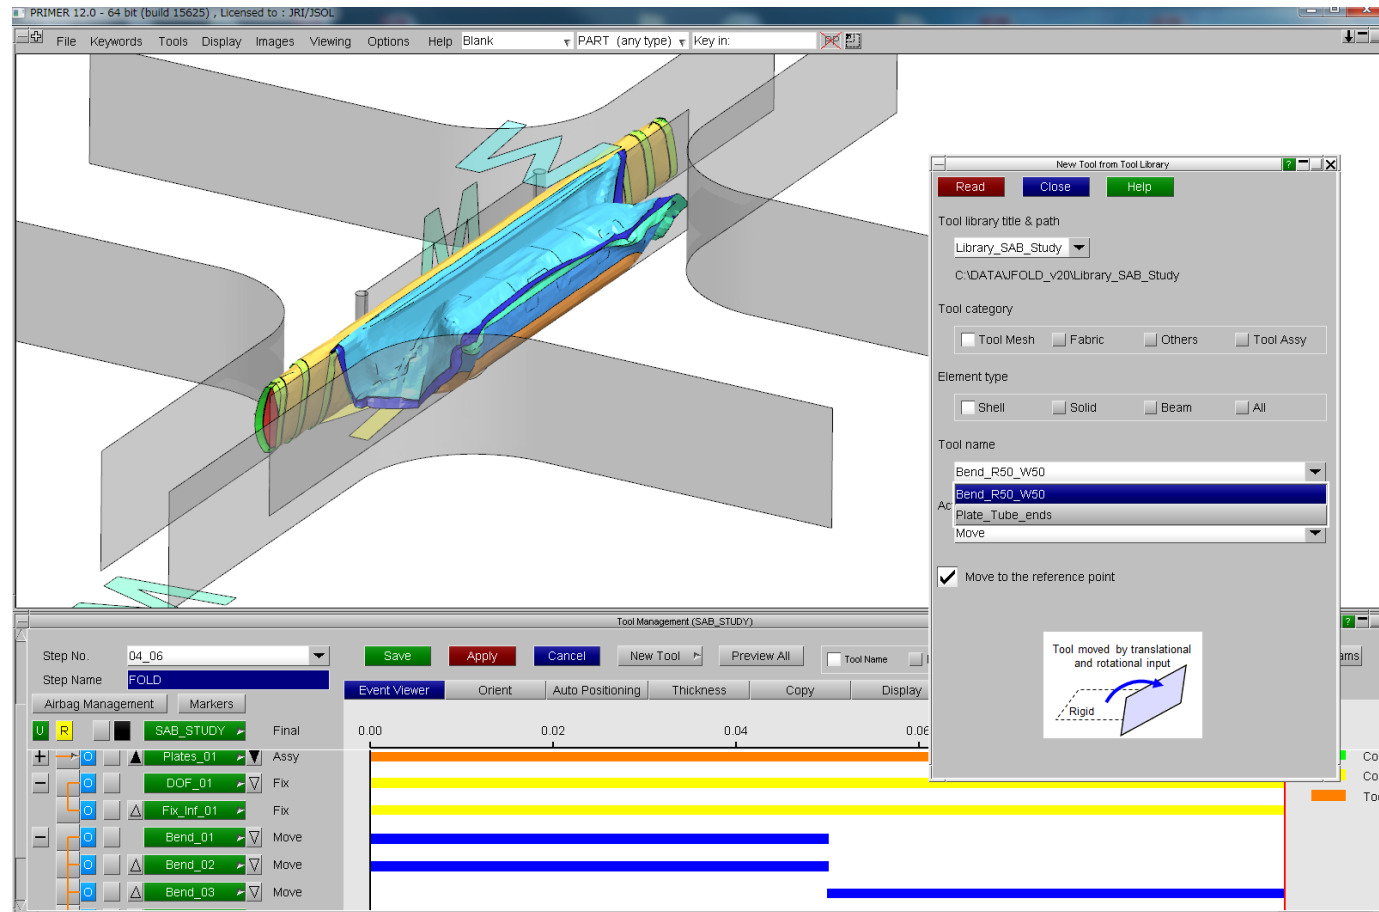 PRIMER 12.0 - 64 bit (build 15625) , Licensed to : JRI/JSOL
File Keywords Tools Display Images Viewing Options Help Blank PART (any type) Key in:
New Tool from Tool Library
Read Close Help
Tool library title & path
Library_SAB_Study
C:\DATA\JFOLD_v20\Library_SAB_Study
Tool category
Tool Mesh Fabric Others Tool Assy
Element type
Shell Solid Beam All
Tool name
Bend_R50_W50
Bend_R50_W50
Plate_Tube_ends
Ac
Move
Move to the reference point
Tool moved by translational
and rotational input
Rigid
Tool Management (SAB_STUDY)
Step No. 04_06 Save Apply Cancel New Tool Preview All Tool Name
Step Name FOLD
Event Viewer Orient Auto Positioning Thickness Copy Display
Airbag Management Markers
U R SAB_STUDY Final 0.00 0.02 0.04 0.06
Plates_01 Assy Co
DOF_01 Fix Co
Fix_Inf_01 Fix Too
Bend_01 Move
Bend_02 Move
Bend_03 Move